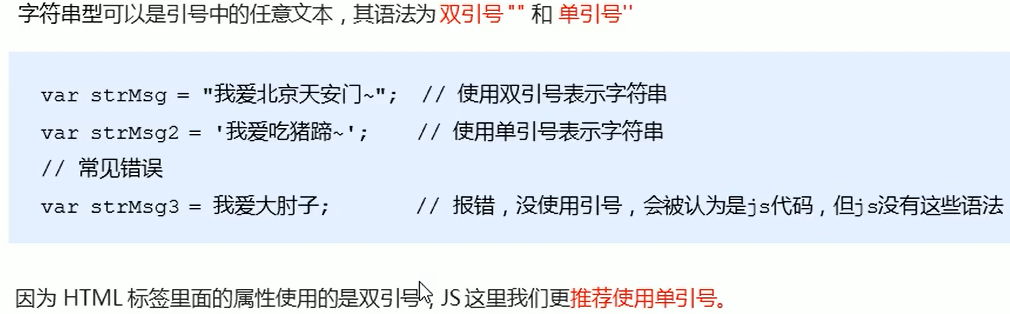 字符串型可以是引号中的任意文本，其语法为 双引号 "" 和 单引号''
var strMsg = "我爱北京天安门~"; // 使用双引号表示字符串
var strMsg2 = '我爱吃猪蹄~'; // 使用单引号表示字符串
// 常见错误
var strMsg3 = 我爱大肘子; // 报错，没使用引号，会被认为是js代码，但js没有这些语法
因为 HTML 标签里面的属性使用的是双引号，JS 这里我们更推荐使用单引号。